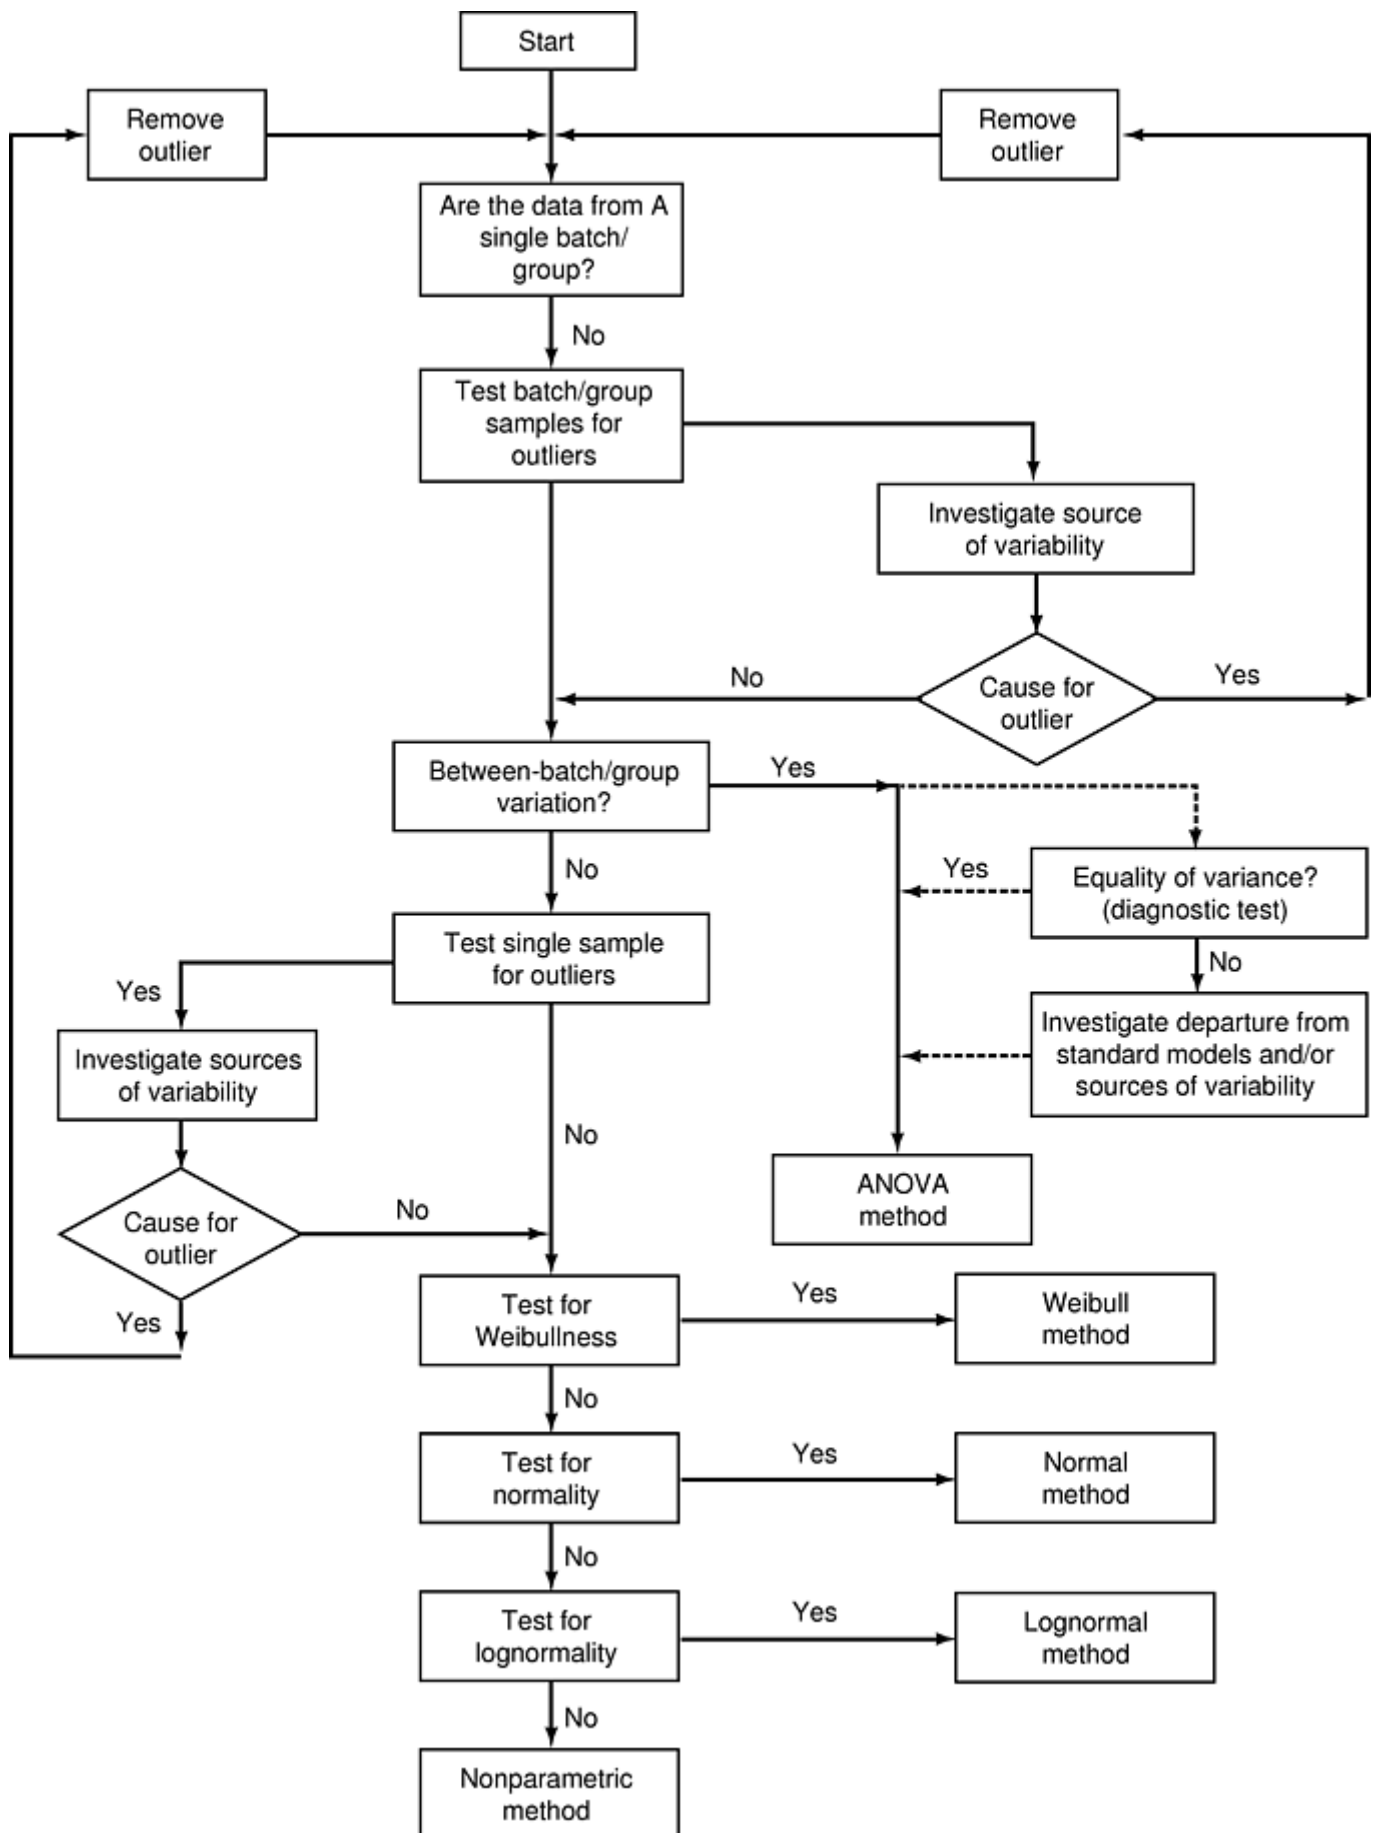 Start
Remove
outlier
Remove
outlier
Are the data from A
single batch/
group?
No
Test batch/group
samples for
outliers
Investigate source
of variability
No
Cause for
outlier
Yes
Between-batch/group
variation?
Yes
No
Yes
Equality of variance?
(diagnostic test)
Test single sample
for outliers
No
Yes
Investigate sources
of variability
Investigate departure from
standard models and/or
sources of variability
No
ANOVA
method
Cause for
outlier
No
Yes
Test for
Weibullness
Yes
Weibull
method
No
Test for
normality
Yes
Normal
method
No
Test for
lognormality
Yes
Lognormal
method
No
Nonparametric
method